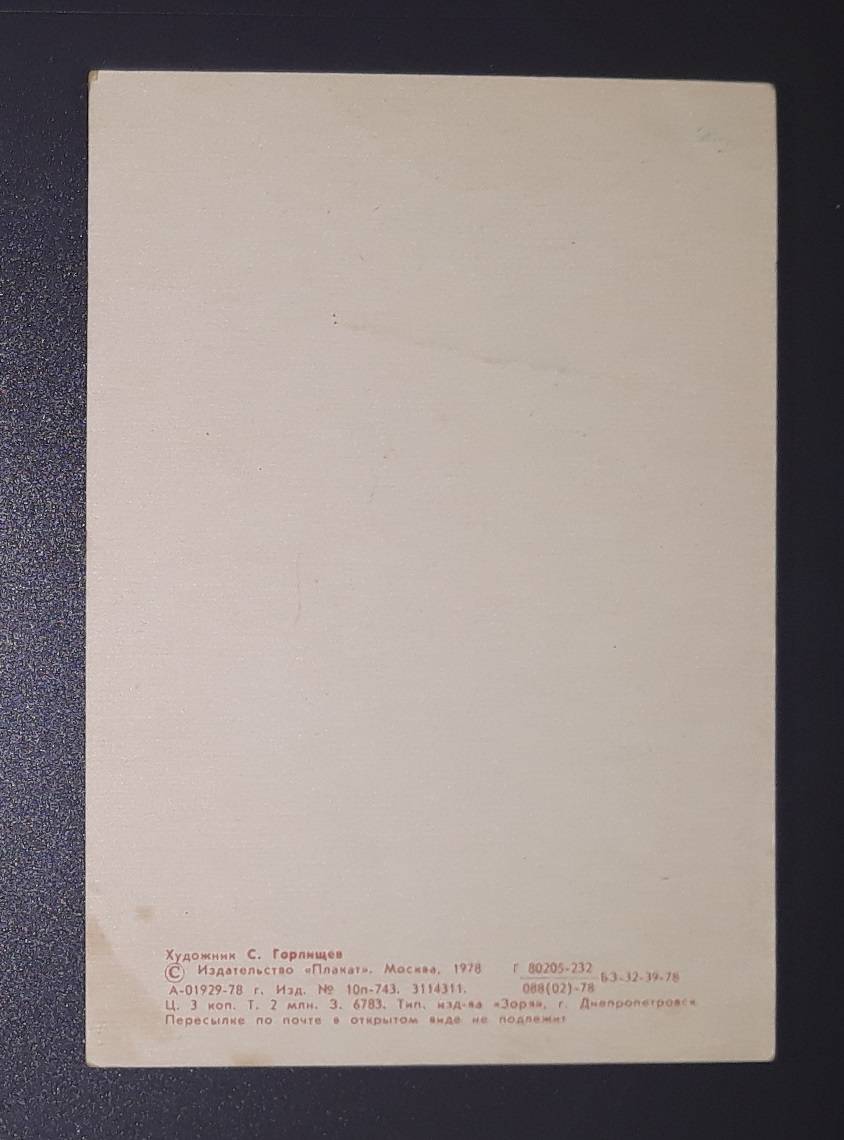 Художник С. Горлищев
© Издательство «Плакат». Москва, 1978 Г 80205-232 БЗ-32-39-78
А-01929-78 г. Изд. № 10п-743. 3114311. 088(02)-78
Ц. 3 коп. Т. 2 млн. З. 6783. Тип. изд-ва «Зоря», г. Днепропетровск
Пересылке по почте в открытом виде не подлежит